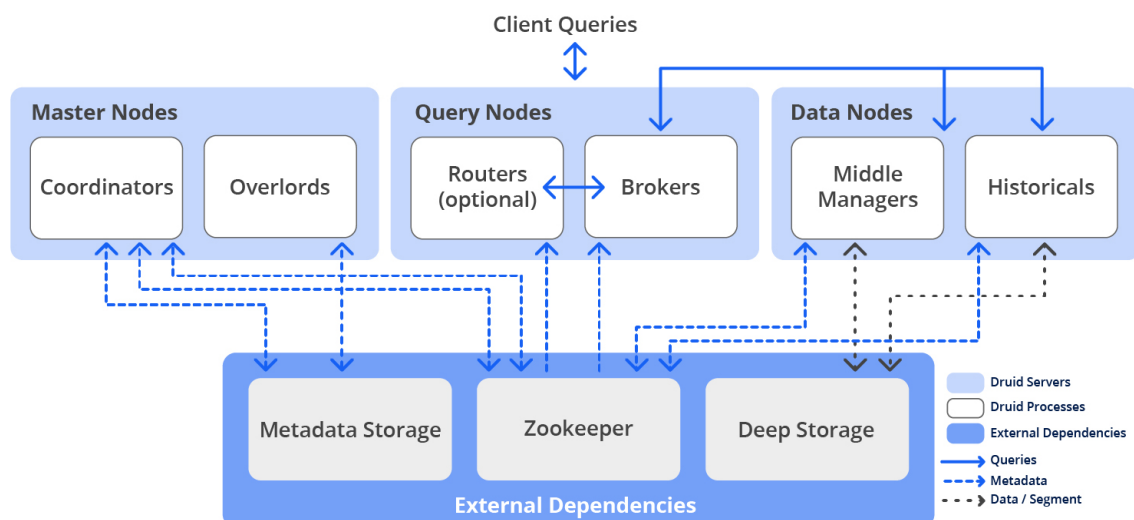 Client Queries
Master Nodes
Coordinators
Overlords
Query Nodes
Routers
(optional)
Brokers
Data Nodes
Middle
Managers
Historicals
Metadata Storage
Zookeeper
Deep Storage
External Dependencies
Druid Servers
Druid Processes
External Dependencies
Queries
Metadata
Data / Segment